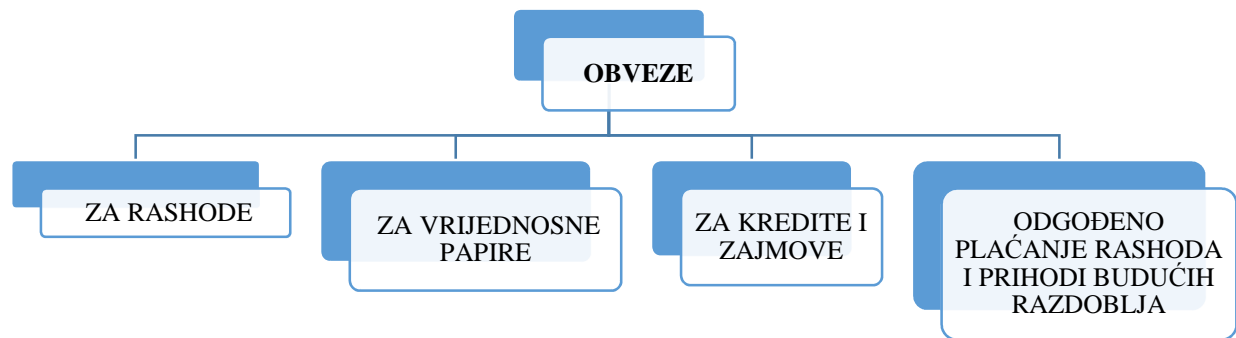 OBVEZE
ZA RASHODE
ZA VRIJEDNOSNE
PAPIRE
ZA KREDITE I
ZAJMOVE
ODGOĐENO
PLAĆANJE RASHODA
I PRIHODI BUDUĆIH
RAZDOBLJA